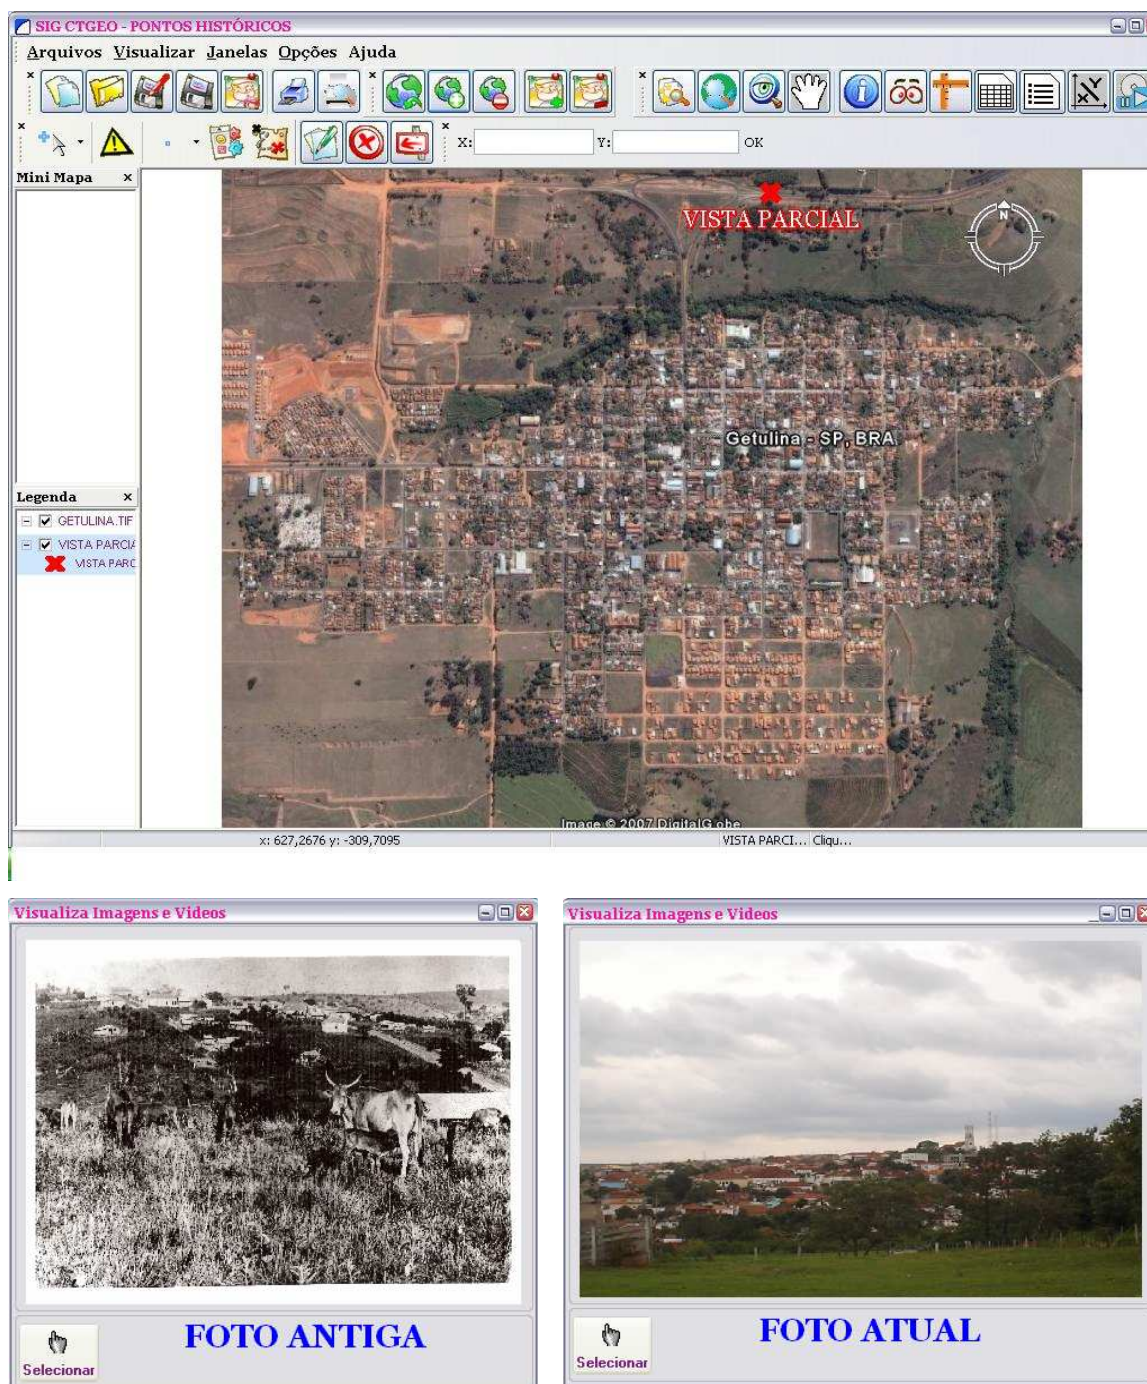 SIG CTGEO - PONTOS HISTÓRICOS
Arquivos Visualizar Janelas Opções Ajuda
X: Y: OK
Mini Mapa x
VISTA PARCIAL
N
Getulina - SP, BRA
Legenda x
GETULINA.TIF
VISTA PARCIA
VISTA PARC
Image © 2007 DigitalGlobe
x: 627,2676 y: -309,7095 VISTA PARCI... Cliqu...
Visualiza Imagens e Videos
FOTO ANTIGA
Selecionar
Visualiza Imagens e Videos
FOTO ATUAL
Selecionar